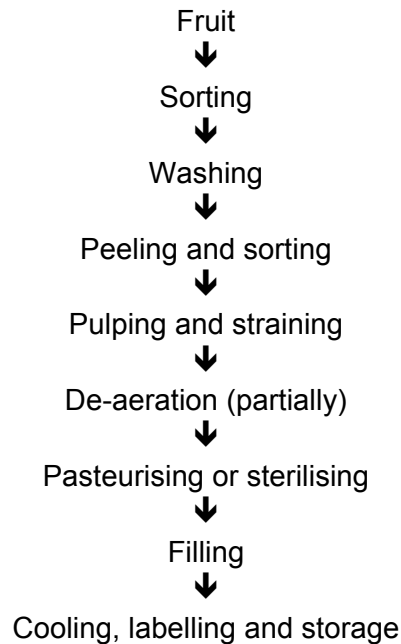 Fruit
Sorting
Washing
Peeling and sorting
Pulping and straining
De-aeration (partially)
Pasteurising or sterilising
Filling
Cooling, labelling and storage